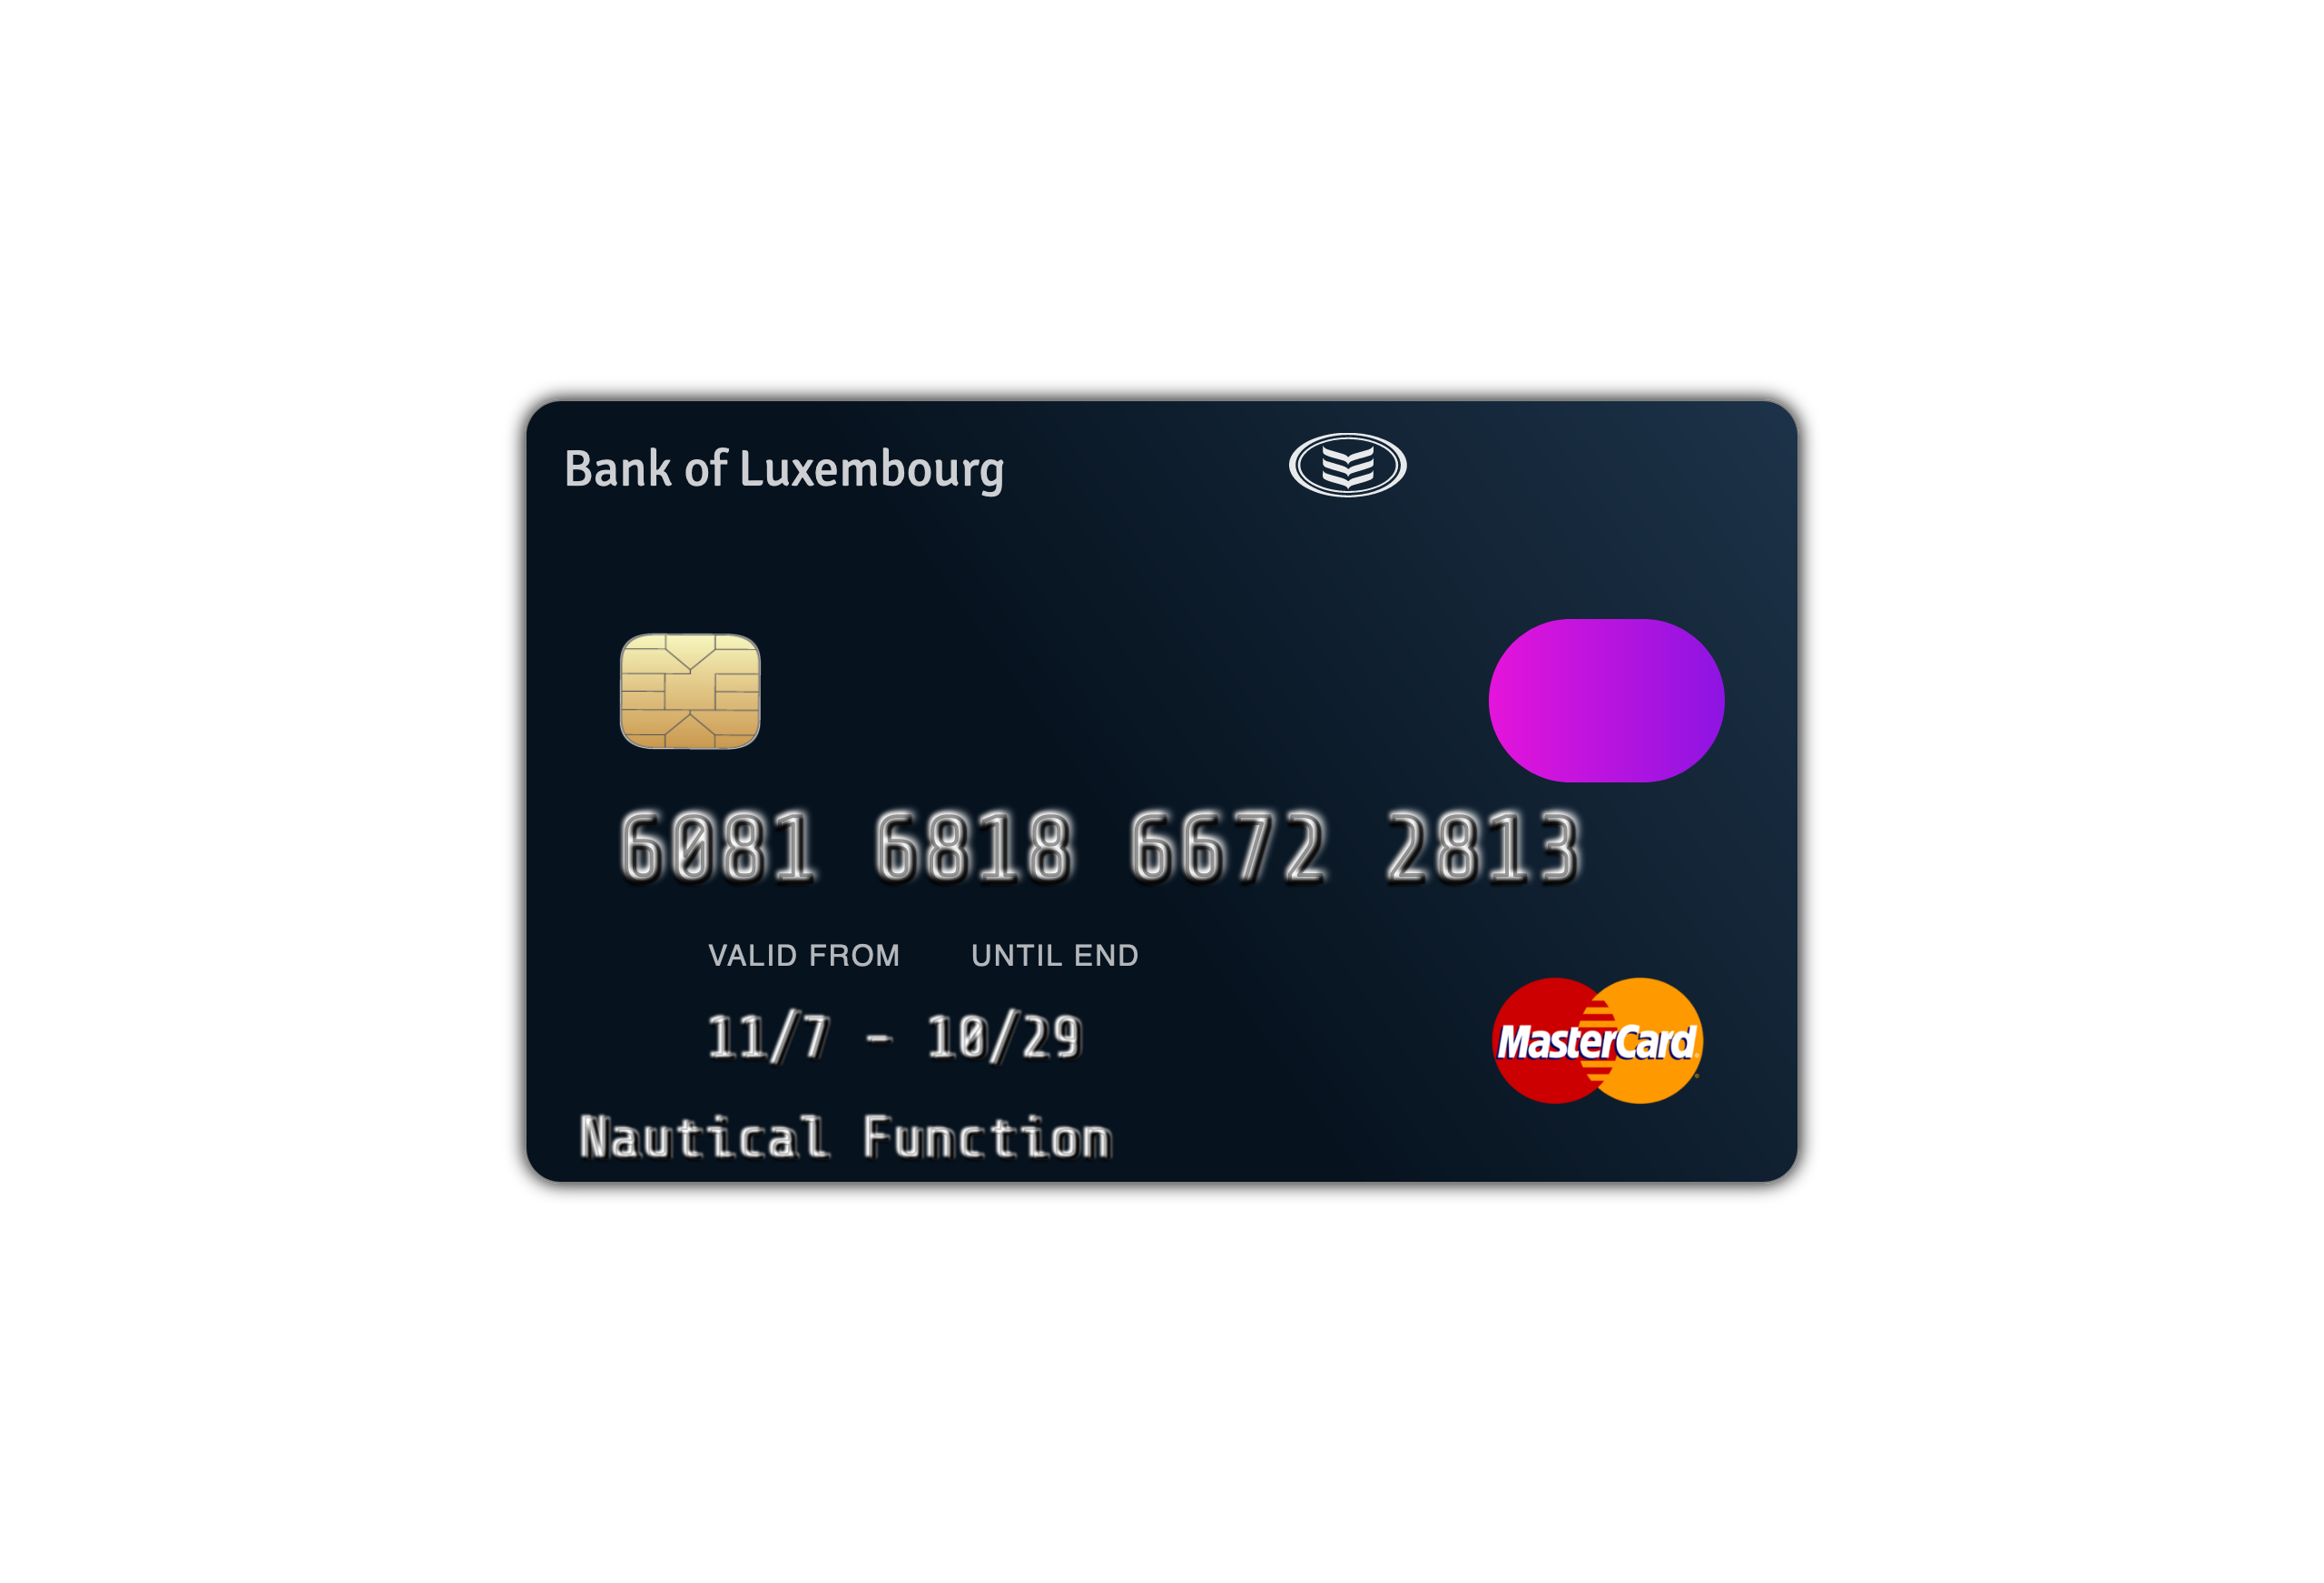 Bank of Luxembourg
6081 6818 6672 2813
VALID FROM UNTIL END
11/7 - 10/29
MasterCard
Nautical Function